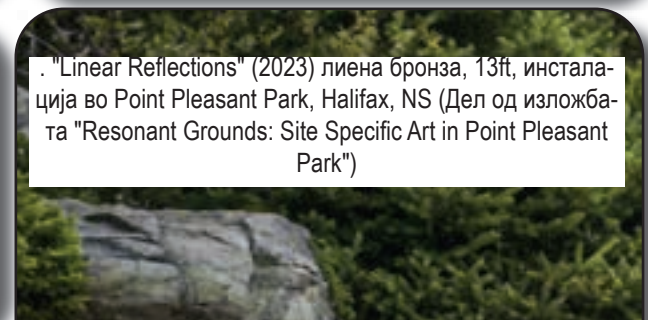 . "Linear Reflections" (2023) лиена бронза, 13ft, инстала-
ција во Point Pleasant Park, Halifax, NS (Дел од изложба-
та "Resonant Grounds: Site Specific Art in Point Pleasant
Park")